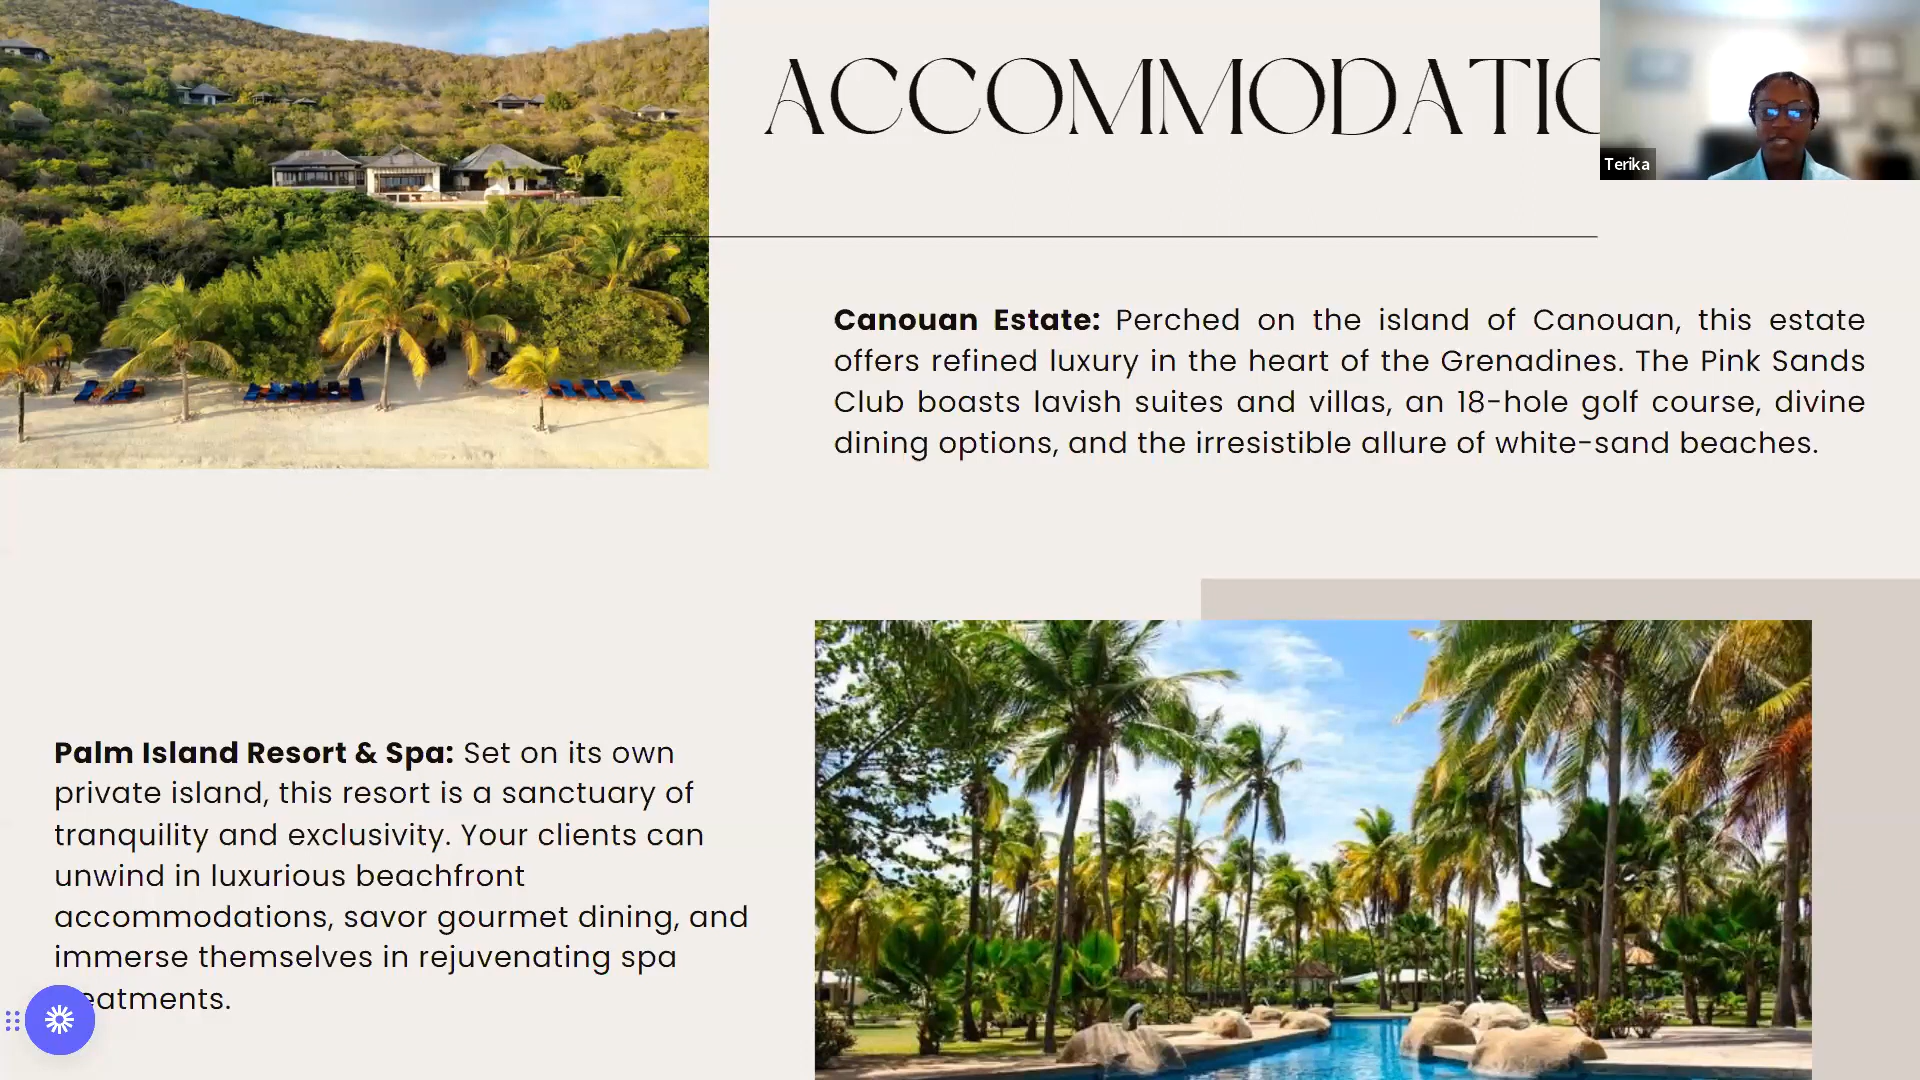 ACCOMMODATIO
Terika
Canouan Estate: Perched on the island of Canouan, this estate
offers refined luxury in the heart of the Grenadines. The Pink Sands
Club boasts lavish suites and villas, an 18-hole golf course, divine
dining options, and the irresistible allure of white-sand beaches.
Palm Island Resort & Spa: Set on its own
private island, this resort is a sanctuary of
tranquility and exclusivity. Your clients can
unwind in luxurious beachfront
accommodations, savor gourmet dining, and
immerse themselves in rejuvenating spa
eatments.